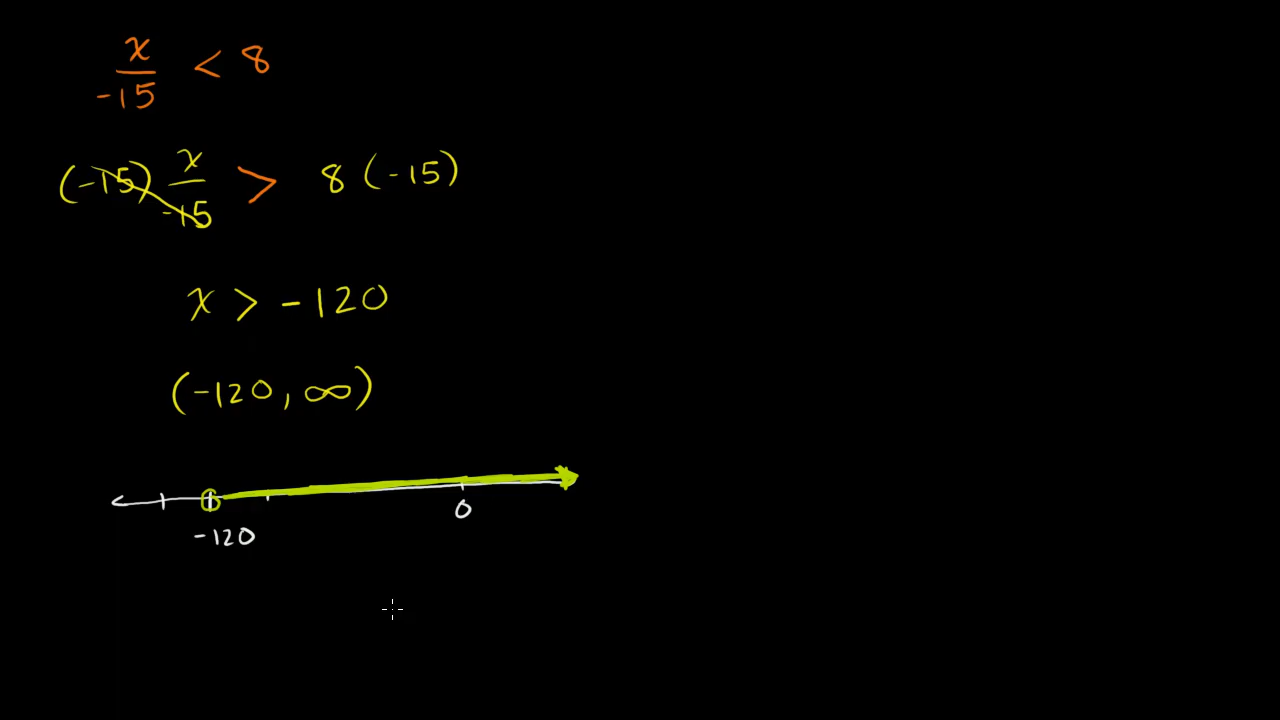 x/-15 < 8
(-15) x/-15 > 8 (-15)
x > -120
(-120, ∞)
-120 0